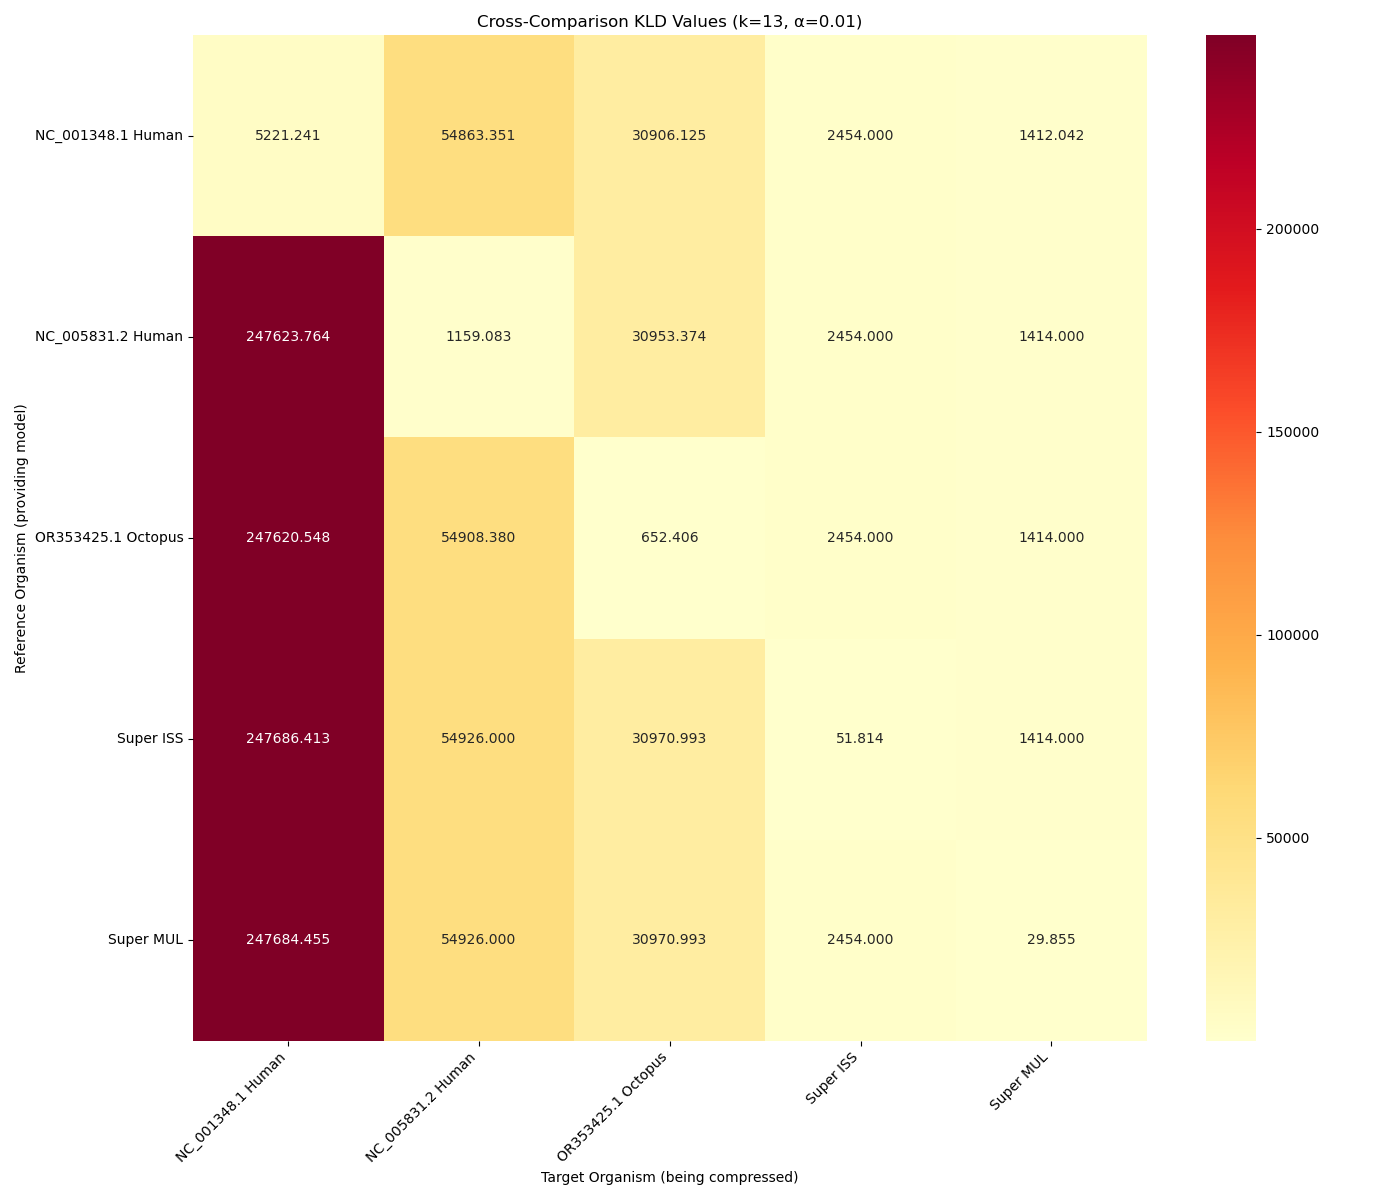 Cross-Comparison KLD Values (k=13, α=0.01)
NC_001348.1 Human
5221.241
54863.351
30906.125
2454.000
1412.042
NC_005831.2 Human
247623.764
1159.083
30953.374
2454.000
1414.000
OR353425.1 Octopus
247620.548
54908.380
652.406
2454.000
1414.000
Super ISS
247686.413
54926.000
30970.993
51.814
1414.000
Super MUL
247684.455
54926.000
30970.993
2454.000
29.855
Reference Organism (providing model)
NC_001348.1 Human
NC_005831.2 Human
OR353425.1 Octopus
Super ISS
Super MUL
Target Organism (being compressed)
200000
150000
100000
50000